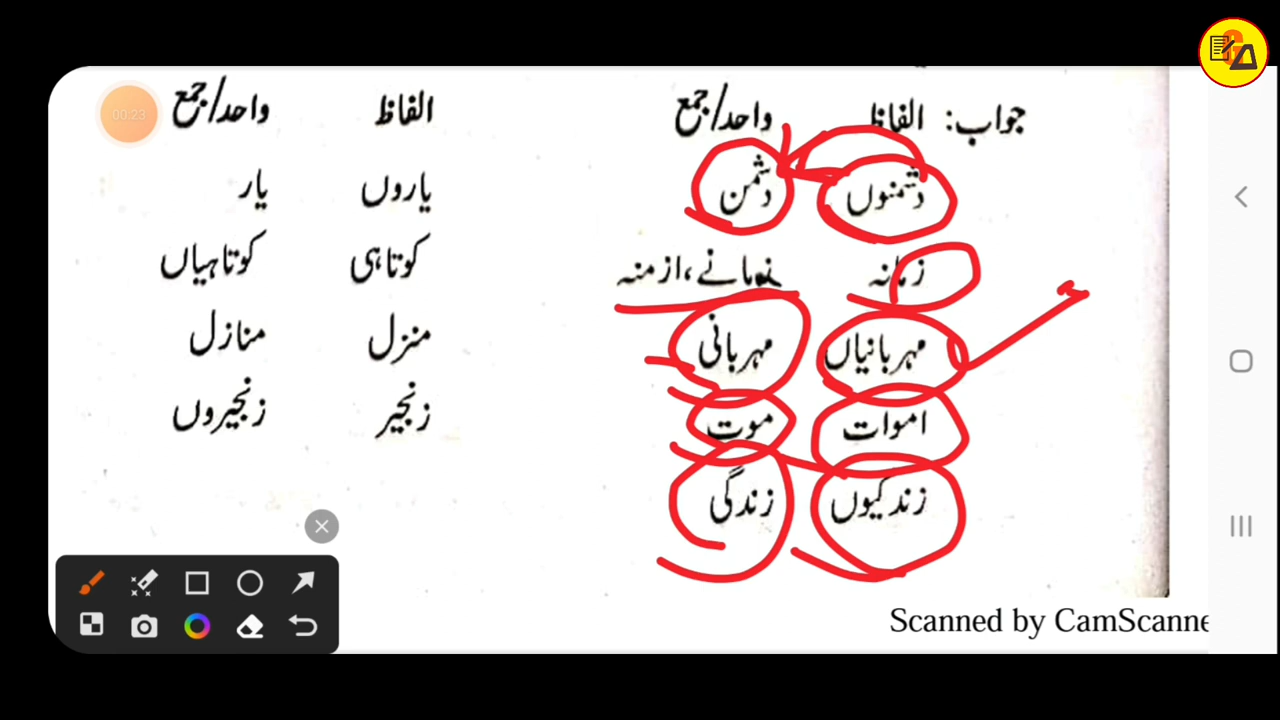 جواب: الفاظ واحد/جمع الفاظ واحد/جمع
دشمنوں دشمن یاروں یار
زمانہ زمانے، ازمنہ کوتاہی کوتاہیاں
مہربانیاں مہربانی منزل منازل
اموات موت زنجیر زنجیروں
زندگیوں زندگی
00:23
Scanned by CamScanne